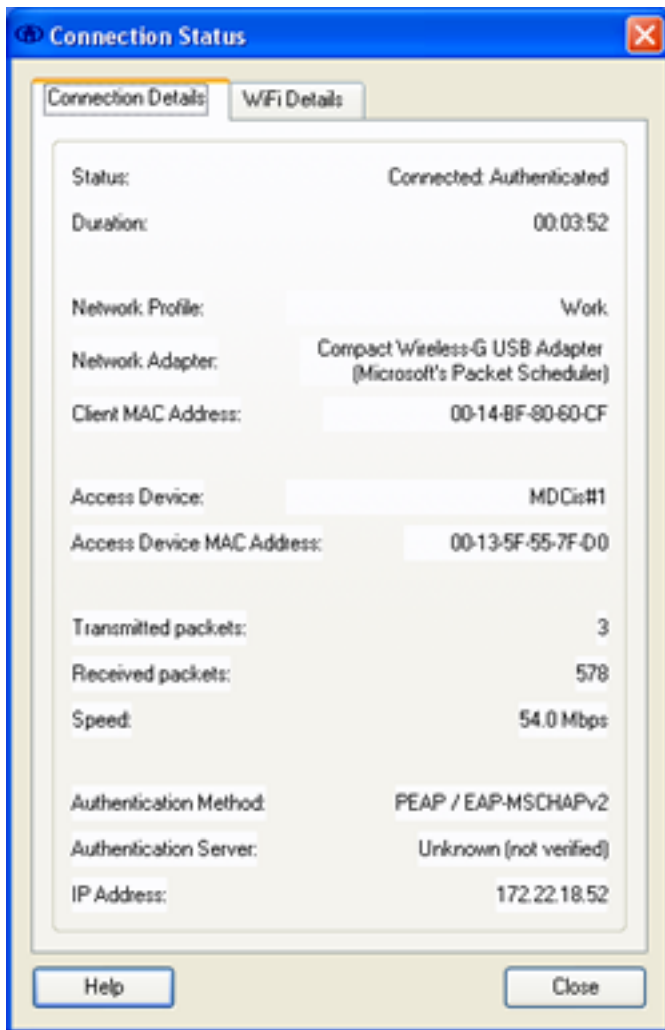 Connection Status
Connection Details WiFi Details
Status: Connected: Authenticated
Duration: 00:03:52
Network Profile: Work
Network Adapter: Compact Wireless-G USB Adapter
(Microsoft's Packet Scheduler)
Client MAC Address: 00-14-BF-80-60-CF
Access Device: MDCis#1
Access Device MAC Address: 00-13-5F-55-7F-D0
Transmitted packets: 3
Received packets: 578
Speed: 54.0 Mbps
Authentication Method: PEAP / EAP-MSCHAPv2
Authentication Server: Unknown (not verified)
IP Address: 172.22.18.52
Help Close